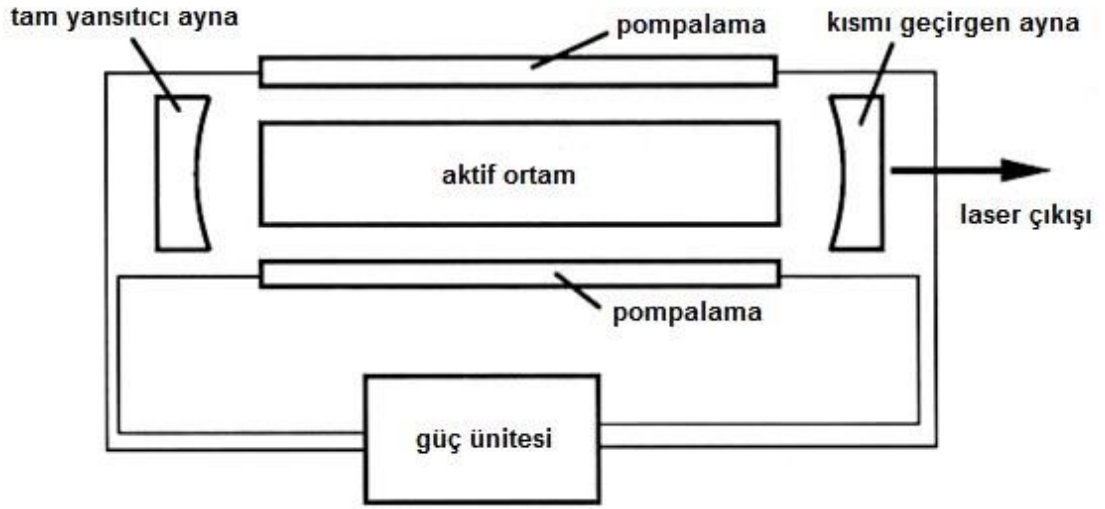 tam yansıtıcı ayna
pompalama
kısmı geçirgen ayna
aktif ortam
laser çıkışı
pompalama
güç ünitesi